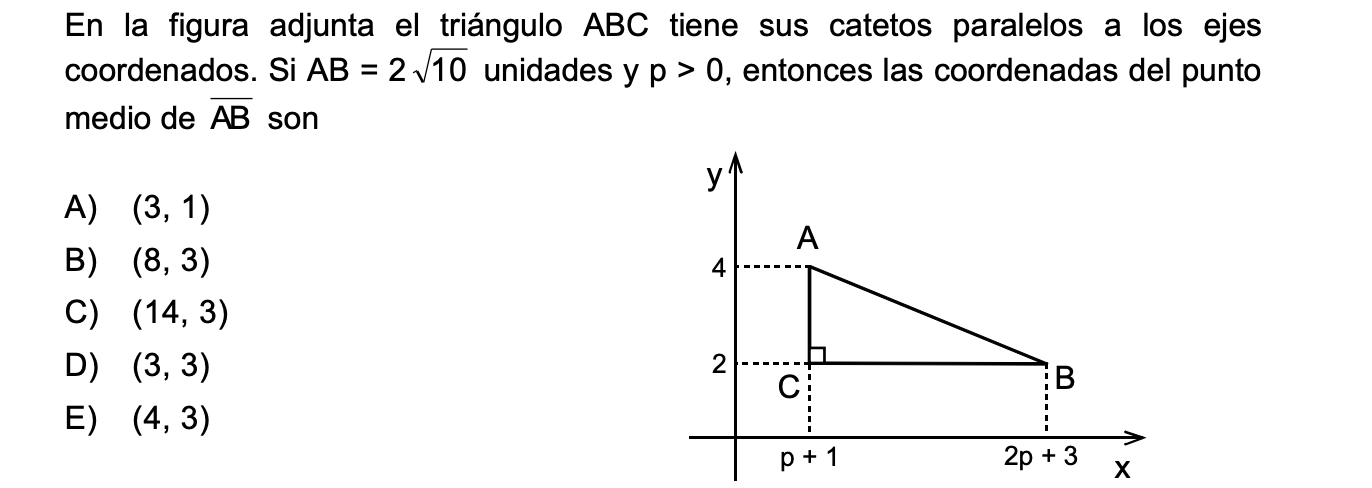 En la figura adjunta el triángulo ABC tiene sus catetos paralelos a los ejes
coordenados. Si AB = 2√10 unidades y p > 0, entonces las coordenadas del punto
medio de A̅B̅ son
A) (3, 1)
B) (8, 3)
C) (14, 3)
D) (3, 3)
E) (4, 3)
y
A
4
2
C
B
p + 1
2p + 3
x